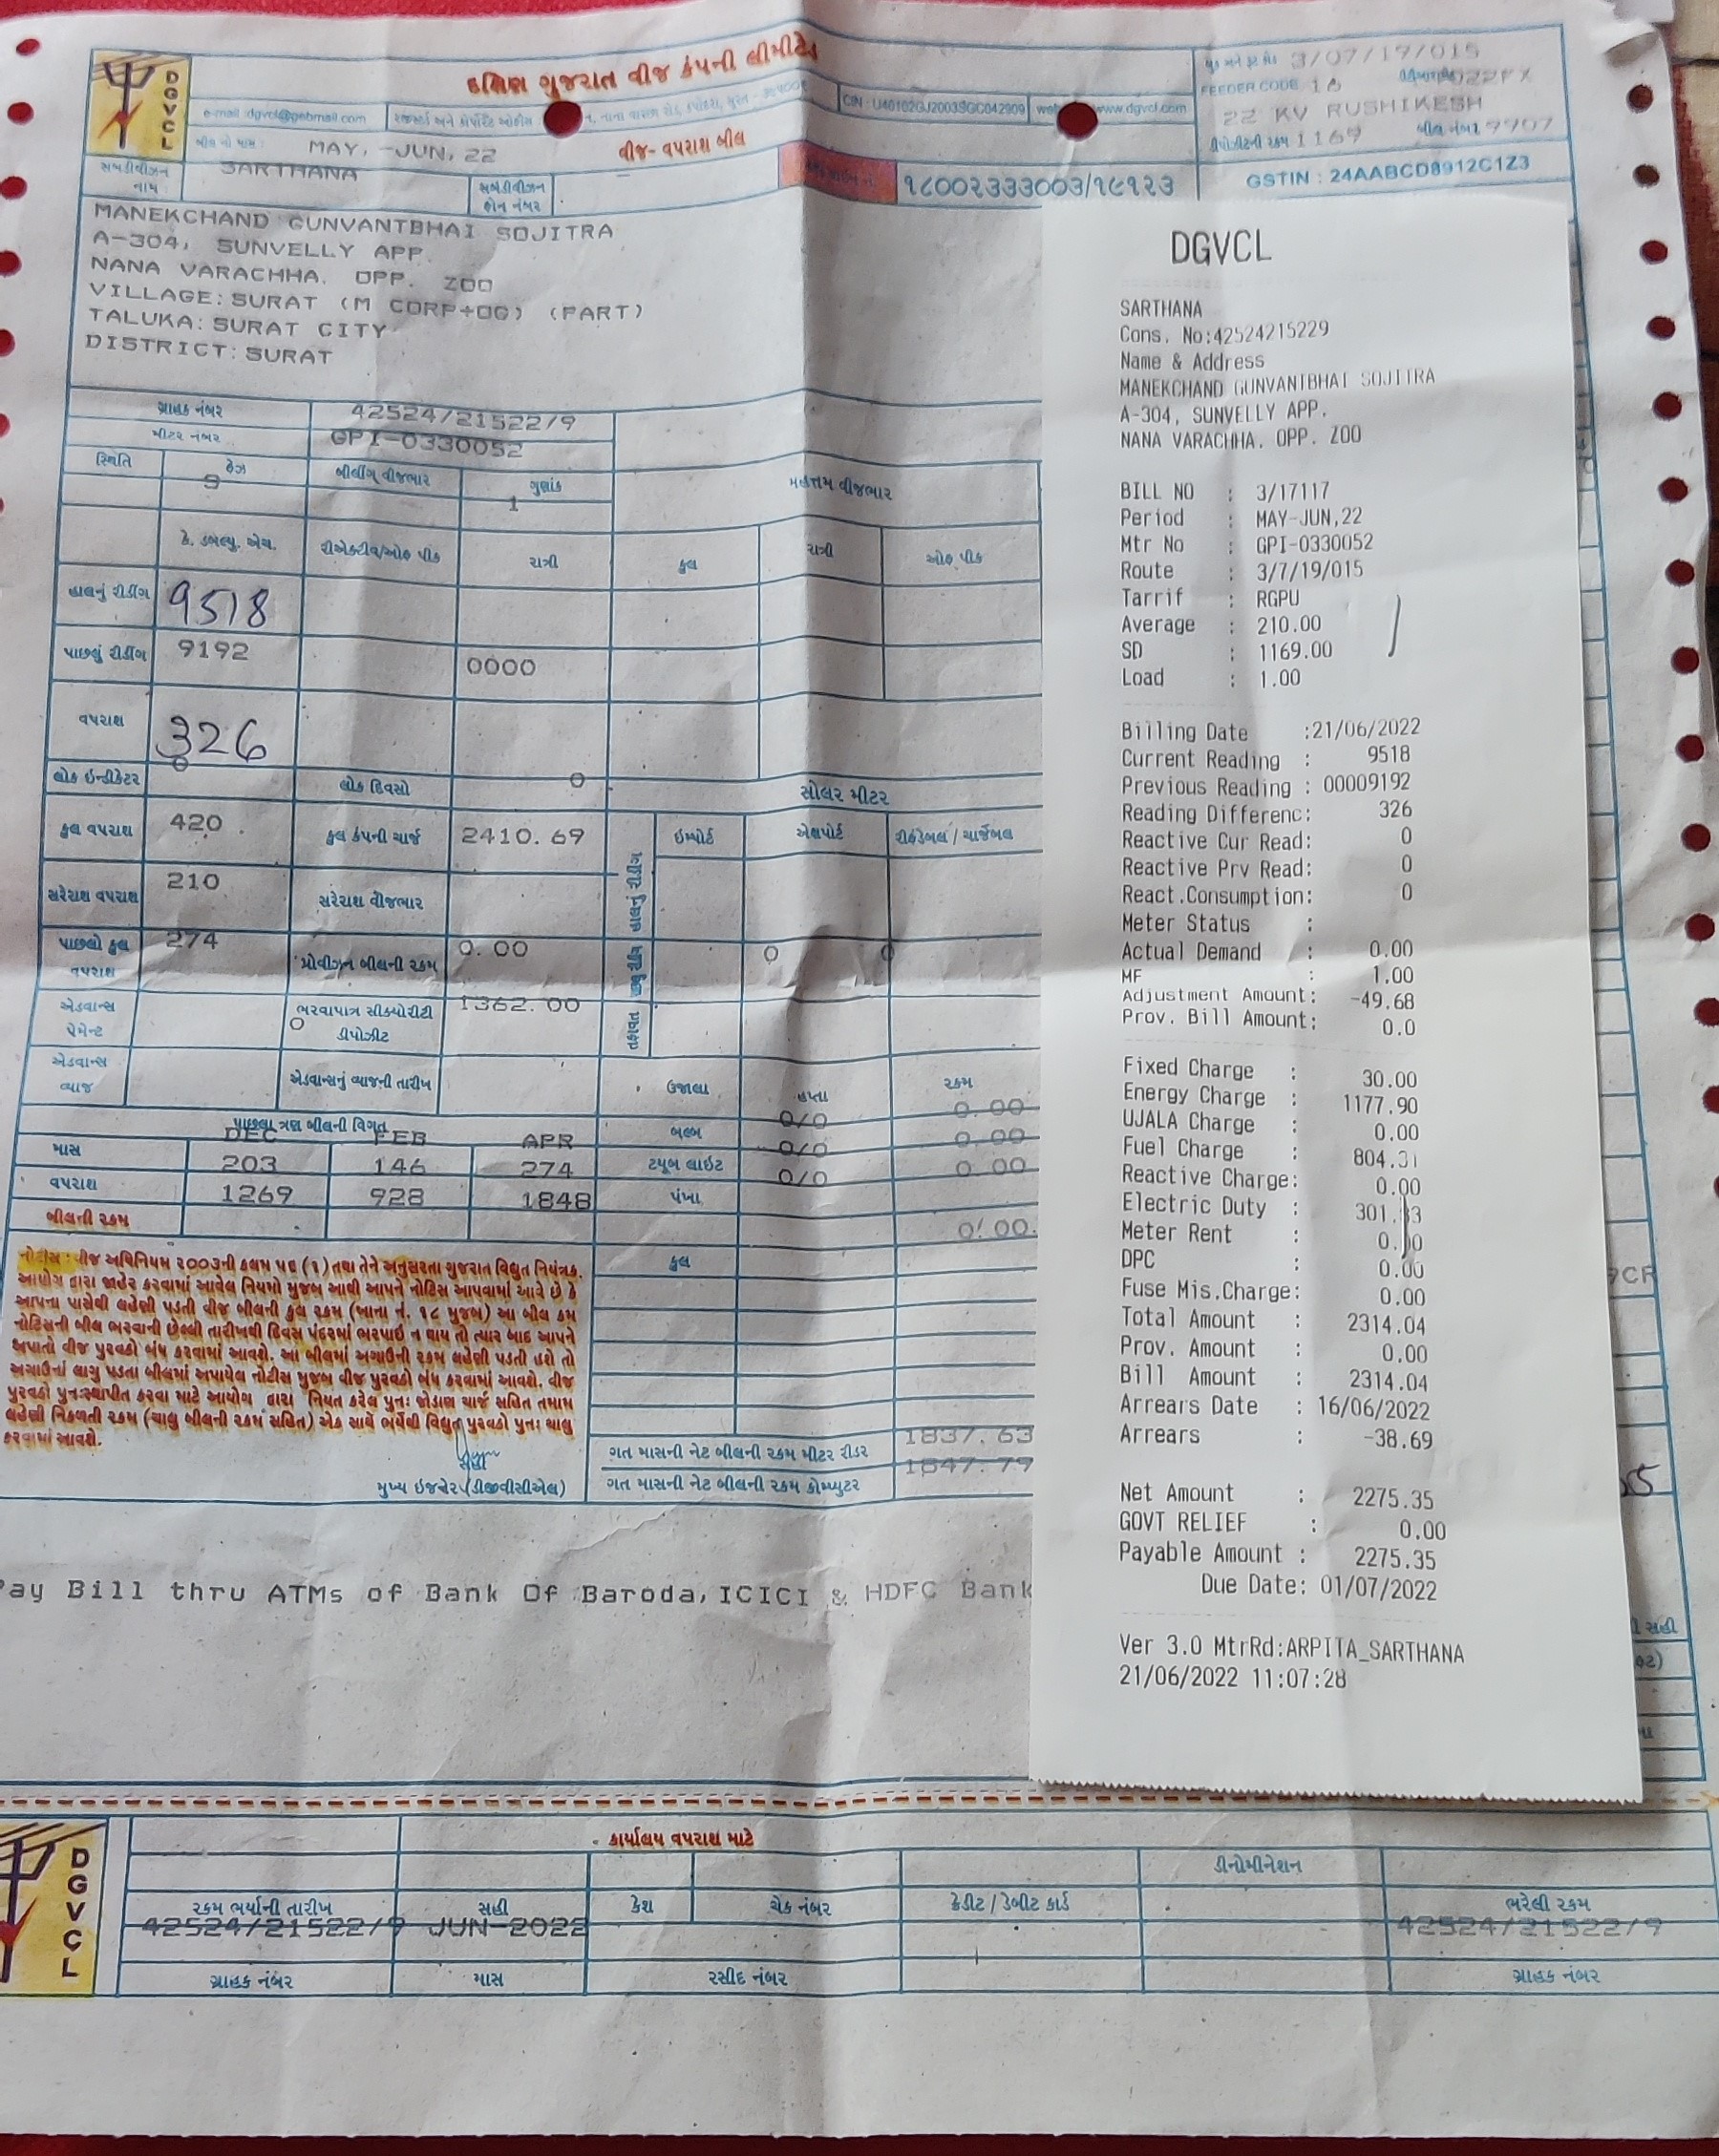 દક્ષિણ ગુજરાત વીજ કંપની લીમીટેડ
DGVCL
e-mail :dgvcl@gebmail.com
CIN : U40102GJ2003SGC042909
www.dgvcl.com
3/07/19/015
FEEDER CODE 18
22 KV RUSHIKESH
ડીપોઝીટની રકમ 1169 બીલ નંબર 9907
GSTIN : 24AABCD8912C1Z3
બીલ નો માસ : MAY,-JUN,22
વીજ- વપરાશ બીલ
સબડીવીઝન નામ SARTHANA
સબડીવીઝન ફોન નંબર
૧૮૦૦૨૩૩૩૦૦૩/૧૯૧૨૩
MANEKCHAND GUNVANTBHAI SOJITRA
A-304, SUNVELLY APP.
NANA VARACHHA. OPP. ZOO
VILLAGE:SURAT (M CORP+OG) (PART)
TALUKA:SURAT CITY
DISTRICT:SURAT
ગ્રાહક નંબર 42524/21522/9
મીટર નંબર GPI-0330052
સ્થિતિ ફેઝ બીલીંગ વીજભાર ગુણાંક મહત્તમ વીજભાર
9 1
કે. ડબલ્યુ. એચ. રીએક્ટીવ/ઓફ પીક રાત્રી કુલ રાત્રી ઓફ પીક
હાલનું રીડીંગ 9518
પાછલું રીડીંગ 9192 0000
વપરાશ 326
0
લોક ઇન્ડીકેટર લોક દિવસો 0 સોલર મીટર
કુલ વપરાશ 420 કુલ કંપની ચાર્જ 2410.69 ઇમ્પોર્ટ એક્ષપોર્ટ રીફંડેબલ / ચાર્જેબલ
હાલનું રીડીંગ
સરેરાશ વપરાશ 210 સરેરાશ વીજભાર
પાછલો કુલ વપરાશ 274 પ્રોવીઝન બીલની રકમ 0.00 0 0
તફાવત
એડવાન્સ પેમેન્ટ 0 ભરવાપાત્ર સીક્યોરીટી ડીપોઝીટ 1362.00
એડવાન્સ વ્યાજ એડવાન્સનું વ્યાજની તારીખ ઉજાલા હપ્તા રકમ
પાછલા ત્રણ બીલની વિગત
બલ્બ 0/0 0.00
ટ્યુબ લાઇટ 0/0 0.00
પંખા 0/0 0.00
માસ DEC FEB APR
વપરાશ 203 146 274
બીલની રકમ 1269 928 1848
કુલ 0.00
નોટીસ : વીજ અધિનિયમ ૨૦૦૩ની કલમ ૫૬ (૧) તથા તેને અનુસરતા ગુજરાત વિદ્યુત નિયંત્રક
આયોગ દ્વારા જાહેર કરવામાં આવેલ નિયમો મુજબ આથી આપને નોટિસ આપવામાં આવે છે કે
આપના પાસેથી લહેણી પડતી વીજ બીલની કુલ રકમ (ખાના નં. ૧૮ મુજબ) આ બીલ કમ
નોટિસની બીલ ભરવાની છેલ્લી તારીખથી દિવસ પંદરમાં ભરપાઇ ન થાય તો ત્યાર બાદ આપને
અપાતો વીજ પુરવઠો બંધ કરવામાં આવશે. આ બીલમાં અગાઉની રકમ લહેણી પડતી હશે તો
અગાઉનાં લાગુ પડતા બીલમાં અપાયેલ નોટીસ મુજબ વીજ પુરવઠો બંધ કરવામાં આવશે. વીજ
પુરવઠો પુનઃસ્થાપીત કરવા માટે આયોગ દ્વારા નિયત કરેલ પુનઃ જોડાણ ચાર્જ સહિત તમામ
લહેણી નિકળતી રકમ (ચાલુ બીલની રકમ સહિત) એક સાથે ભર્યેથી વિદ્યુત પુરવઠો પુનઃ ચાલુ
કરવામાં આવશે.
મુખ્ય ઇજનેર (ડીજીવીસીએલ)
ગત માસની નેટ બીલની રકમ મીટર રીડર 1837.63
ગત માસની નેટ બીલની રકમ કોમ્પ્યુટર 1847.79
Pay Bill thru ATMs of Bank Of Baroda,ICICI & HDFC Bank
DGVCL
SARTHANA
Cons. No:42524215229
Name & Address
MANEKCHAND GUNVANTBHAI SOJITRA
A-304, SUNVELLY APP.
NANA VARACHHA. OPP. ZOO
BILL NO : 3/17117
Period : MAY-JUN,22
Mtr No : GPI-0330052
Route : 3/7/19/015
Tarrif : RGPU
Average : 210.00
SD : 1169.00
Load : 1.00
Billing Date :21/06/2022
Current Reading : 9518
Previous Reading : 00009192
Reading Differenc: 326
Reactive Cur Read: 0
Reactive Prv Read: 0
React.Consumption: 0
Meter Status :
Actual Demand : 0.00
MF : 1.00
Adjustment Amount: -49.68
Prov. Bill Amount: 0.0
Fixed Charge : 30.00
Energy Charge : 1177.90
UJALA Charge : 0.00
Fuel Charge : 804.31
Reactive Charge: 0.00
Electric Duty : 301.83
Meter Rent : 0.00
DPC : 0.00
Fuse Mis.Charge: 0.00
Total Amount : 2314.04
Prov. Amount : 0.00
Bill Amount : 2314.04
Arrears Date : 16/06/2022
Arrears : -38.69
Net Amount : 2275.35
GOVT RELIEF : 0.00
Payable Amount : 2275.35
Due Date: 01/07/2022
Ver 3.0 MtrRd:ARPITA_SARTHANA
21/06/2022 11:07:28
DGVCL
કાર્યાલય વપરાશ માટે
ડીનોમીનેશન
રકમ ભર્યાની તારીખ સહી કેશ ચેક નંબર ક્રેડીટ / ડેબીટ કાર્ડ ભરેલી રકમ
42524/21522/9 JUN-2022 42524/21522/9
ગ્રાહક નંબર માસ રસીદ નંબર ગ્રાહક નંબર